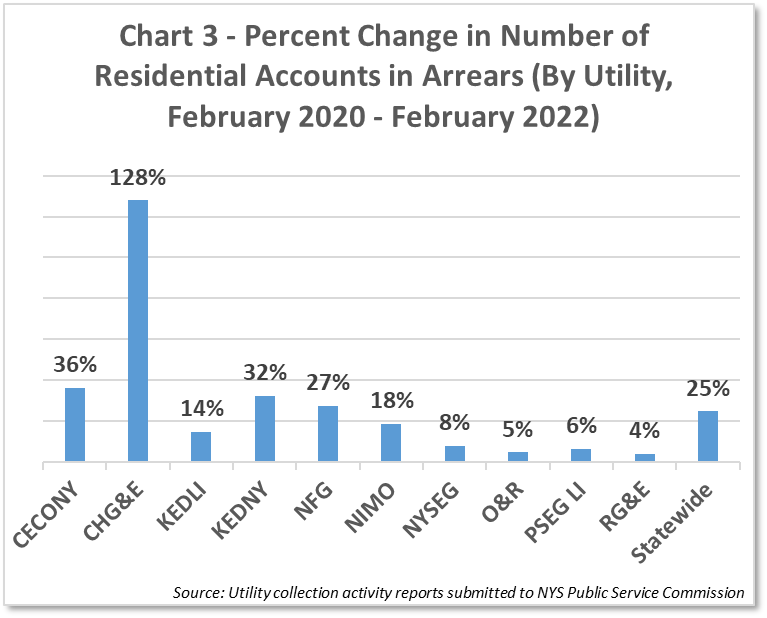 Chart 3 - Percent Change in Number of
Residential Accounts in Arrears (By Utility,
February 2020 - February 2022)
128%
36%
14%
32%
27%
18%
8%
5%
6%
4%
25%
CECONY
CHG&E
KEDLI
KEDNY
NFG
NIMO
NYSEG
O&R
PSEG LI
RG&E
Statewide
Source: Utility collection activity reports submitted to NYS Public Service Commission